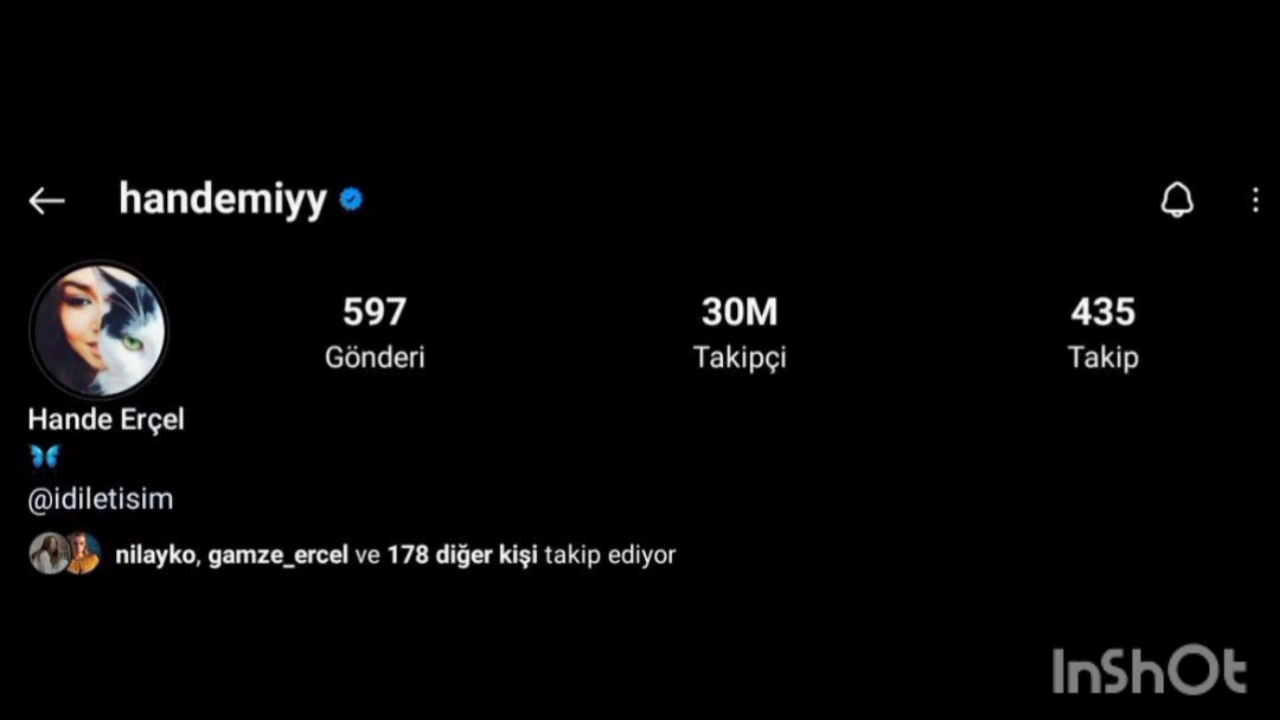 handemiyy
597
30M
435
Gönderi
Takipçi
Takip
Hande Erçel
@idiletisim
nilayko, gamze_ercel ve 178 diğer kişi takip ediyor
InShOt